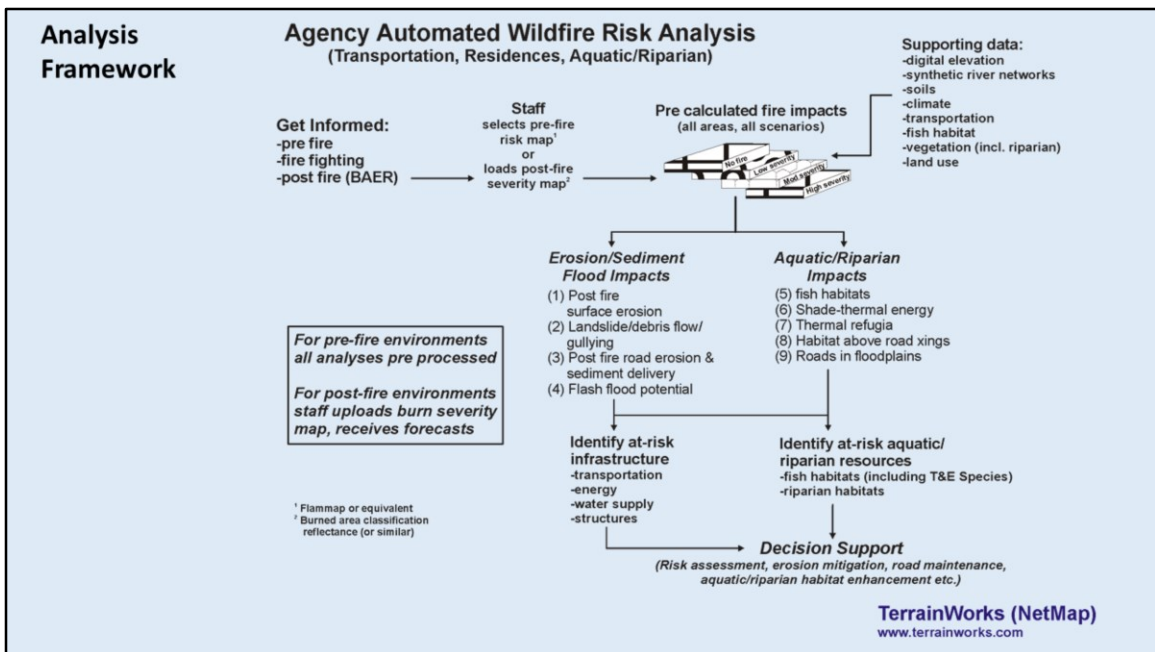 Analysis
Framework
Agency Automated Wildfire Risk Analysis
(Transportation, Residences, Aquatic/Riparian)
Supporting data:
-digital elevation
-synthetic river networks
-soils
-climate
-transportation
-fish habitat
-vegetation (incl. riparian)
-land use
Get Informed:
-pre fire
-fire fighting
-post fire (BAER)
Staff
selects pre-fire
risk map¹
or
loads post-fire
severity map²
Pre calculated fire impacts
(all areas, all scenarios)
No fire
Low severity
Mod severity
High severity
Erosion/Sediment
Flood Impacts
(1) Post fire
surface erosion
(2) Landslide/debris flow/
gullying
(3) Post fire road erosion &
sediment delivery
(4) Flash flood potential
Aquatic/Riparian
Impacts
(5) fish habitats
(6) Shade-thermal energy
(7) Thermal refugia
(8) Habitat above road xings
(9) Roads in floodplains
For pre-fire environments
all analyses pre processed
For post-fire environments
staff uploads burn severity
map, receives forecasts
Identify at-risk
infrastructure
-transportation
-energy
-water supply
-structures
Identify at-risk aquatic/
riparian resources
-fish habitats (including T&E Species)
-riparian habitats
¹ Flammap or equivalent
² Burned area classification
reflectance (or similar)
Decision Support
(Risk assessment, erosion mitigation, road maintenance,
aquatic/riparian habitat enhancement etc.)
TerrainWorks (NetMap)
www.terrainworks.com